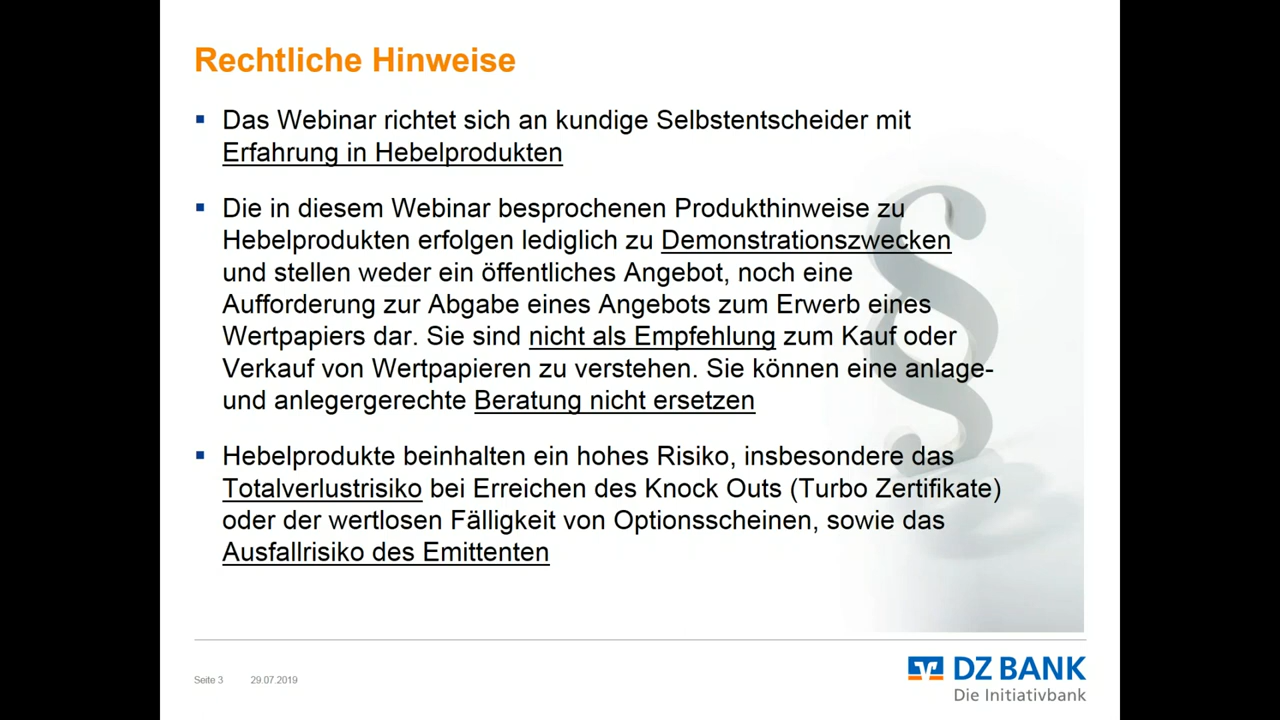 Rechtliche Hinweise
▪ Das Webinar richtet sich an kundige Selbstentscheider mit
Erfahrung in Hebelprodukten
▪ Die in diesem Webinar besprochenen Produkthinweise zu
Hebelprodukten erfolgen lediglich zu Demonstrationszwecken
und stellen weder ein öffentliches Angebot, noch eine
Aufforderung zur Abgabe eines Angebots zum Erwerb eines
Wertpapiers dar. Sie sind nicht als Empfehlung zum Kauf oder
Verkauf von Wertpapieren zu verstehen. Sie können eine anlage-
und anlegergerechte Beratung nicht ersetzen
▪ Hebelprodukte beinhalten ein hohes Risiko, insbesondere das
Totalverlustrisiko bei Erreichen des Knock Outs (Turbo Zertifikate)
oder der wertlosen Fälligkeit von Optionsscheinen, sowie das
Ausfallrisiko des Emittenten
§
Seite 3 29.07.2019
DZ BANK
Die Initiativbank